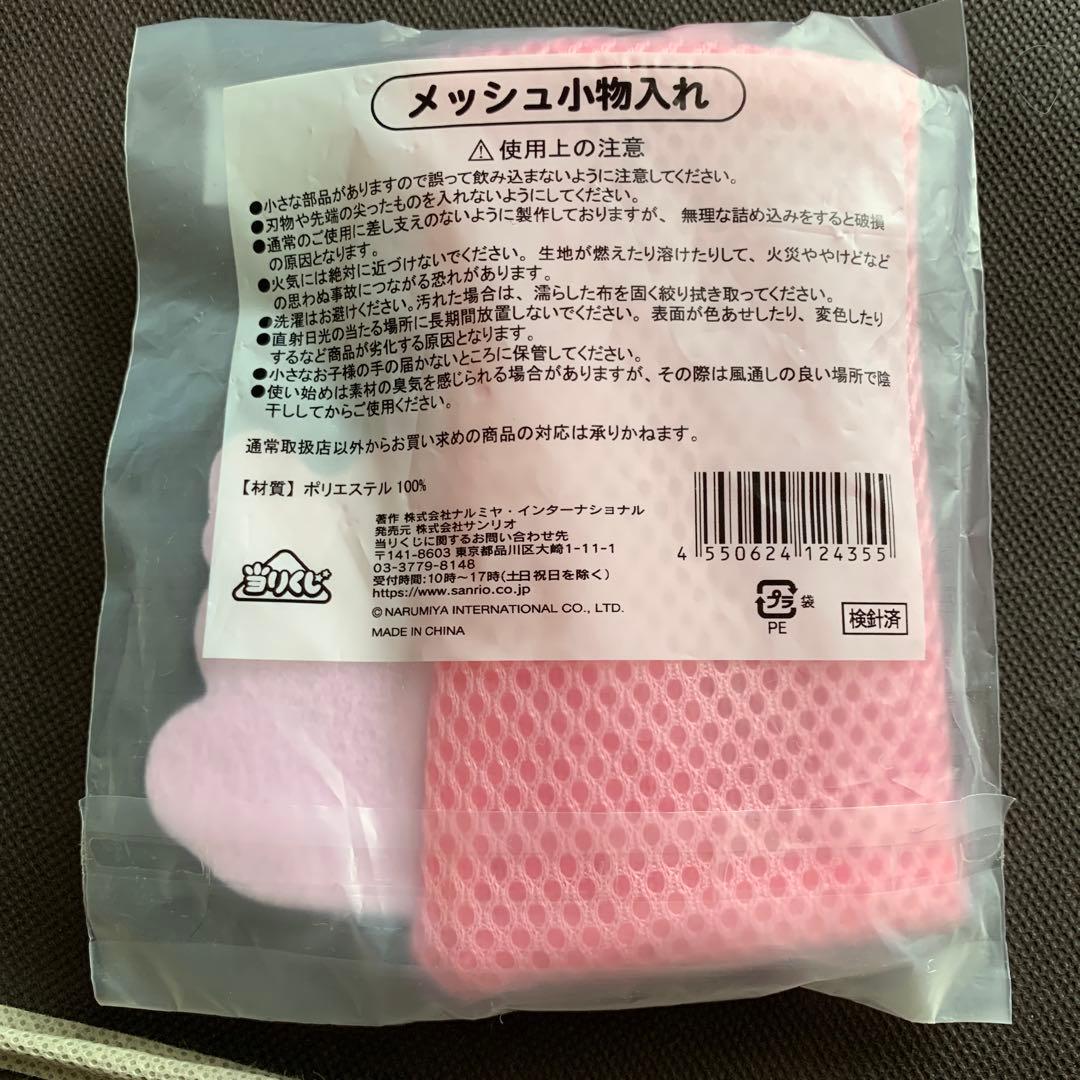 メッシュ小物入れ
⚠使用上の注意
●小さな部品がありますので誤って飲み込まないように注意してください。
●刃物や先端の尖ったものを入れないようにしてください。
●通常のご使用に差し支えのないように製作しておりますが、無理な詰め込みをすると破損
の原因となります。
●火気には絶対に近づけないでください。生地が燃えたり溶けたりして、火災ややけどなど
の思わぬ事故につながる恐れがあります。
●洗濯はお避けください。汚れた場合は、濡らした布を固く絞り拭き取ってください。
●直射日光の当たる場所に長期間放置しないでください。表面が色あせしたり、変色したり
するなど商品が劣化する原因となります。
●小さなお子様の手の届かないところに保管してください。
●使い始めは素材の臭気を感じられる場合がありますが、その際は風通しの良い場所で陰
干ししてからご使用ください。
通常取扱店以外からお買い求めの商品の対応は承りかねます。
【材質】ポリエステル100%
著作 株式会社ナルミヤ・インターナショナル
発売元 株式会社サンリオ
当りくじに関するお問い合わせ先
〒141-8603 東京都品川区大崎1-11-1
03-3779-8148
受付時間:10時～17時(土日祝日を除く)
https://www.sanrio.co.jp
© NARUMIYA INTERNATIONAL CO., LTD.
MADE IN CHINA
当りくじ
4 550624 124355
プラ 袋
PE
検針済